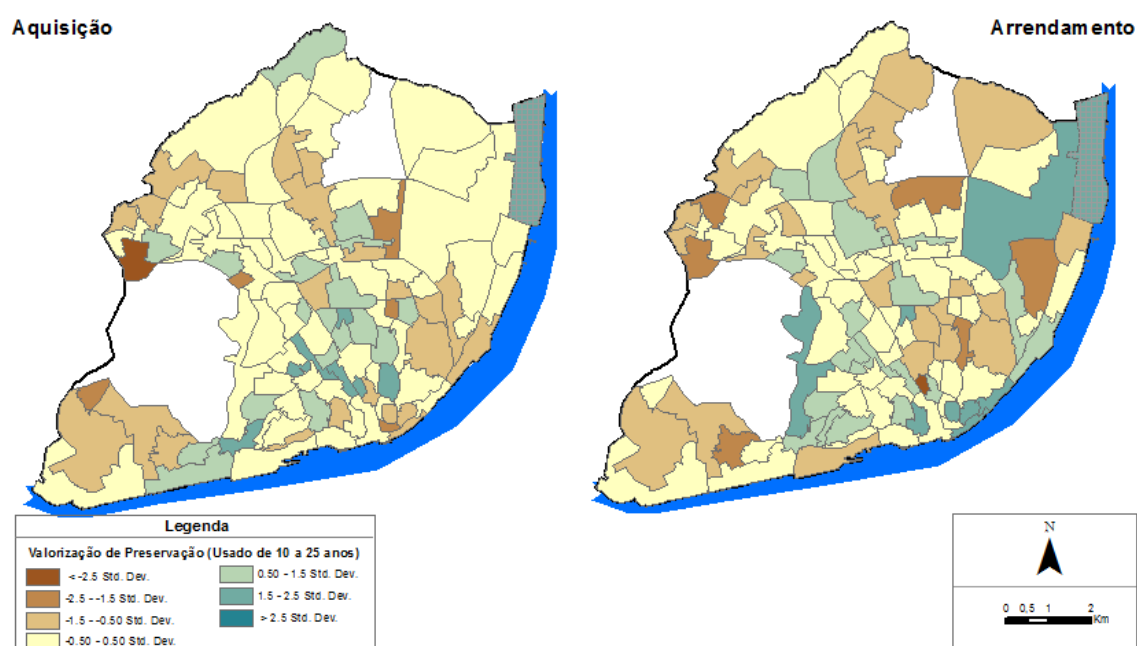 Aquisição
Arrendamento
Legenda
Valorização de Preservação (Usado de 10 a 25 anos)
< -2.5 Std. Dev.
-2.5 - -1.5 Std. Dev.
-1.5 - -0.50 Std. Dev.
-0.50 - 0.50 Std. Dev.
0.50 - 1.5 Std. Dev.
1.5 - 2.5 Std. Dev.
> 2.5 Std. Dev.
N
0 0,5 1 2
Km